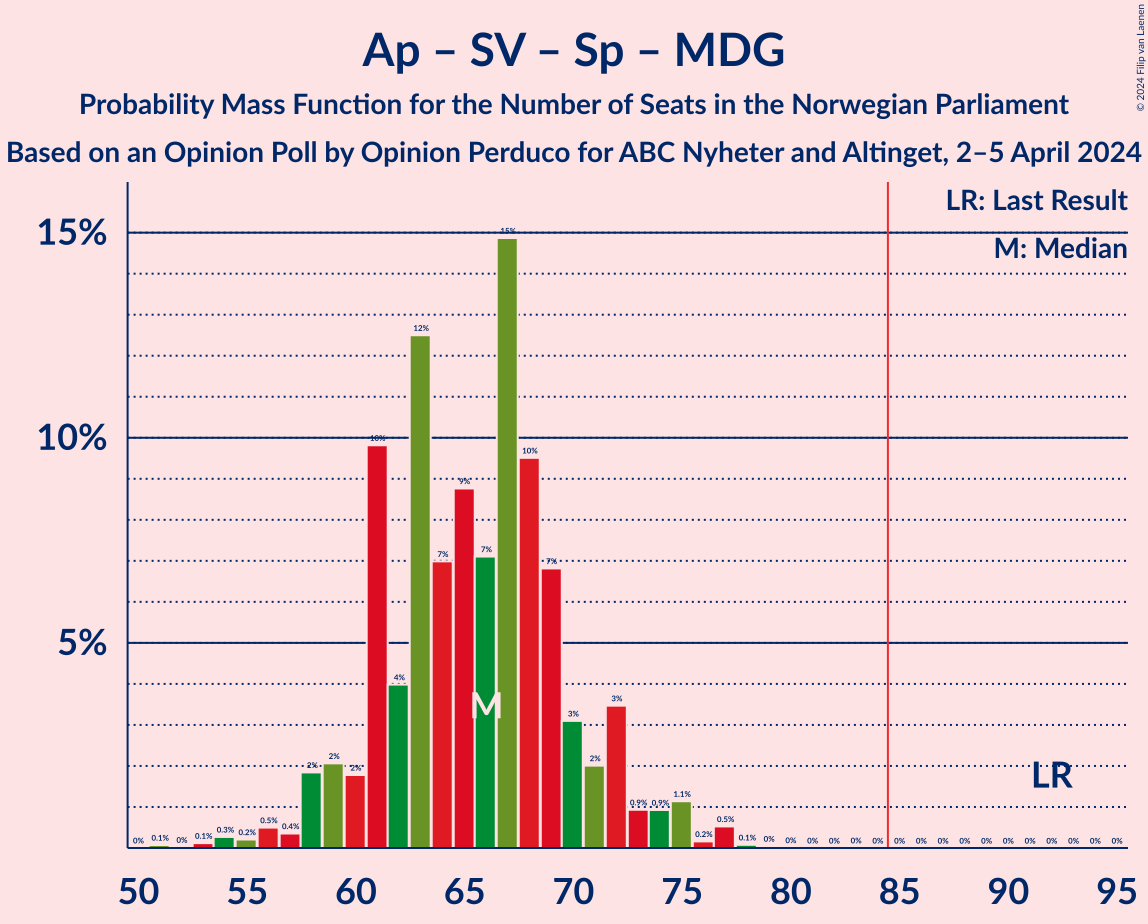 Ap – SV – Sp – MDG
Probability Mass Function for the Number of Seats in the Norwegian Parliament
Based on an Opinion Poll by Opinion Perduco for ABC Nyheter and Altinget, 2–5 April 2024
© 2024 Filip van Laenen
LR: Last Result
M: Median
15%
10%
5%
0% 0.1% 0% 0.1% 0.3% 0.2% 0.5% 0.4% 2% 2% 2% 10% 4% 12% 7% 9% 7% 15% 10% 7% 3% 2% 3% 0.9% 0.9% 1.1% 0.2% 0.5% 0.1% 0% 0% 0% 0% 0% 0% 0% 0% 0% 0% 0% 0% 0% 0% 0% 0% 0%
M
LR
50 55 60 65 70 75 80 85 90 95